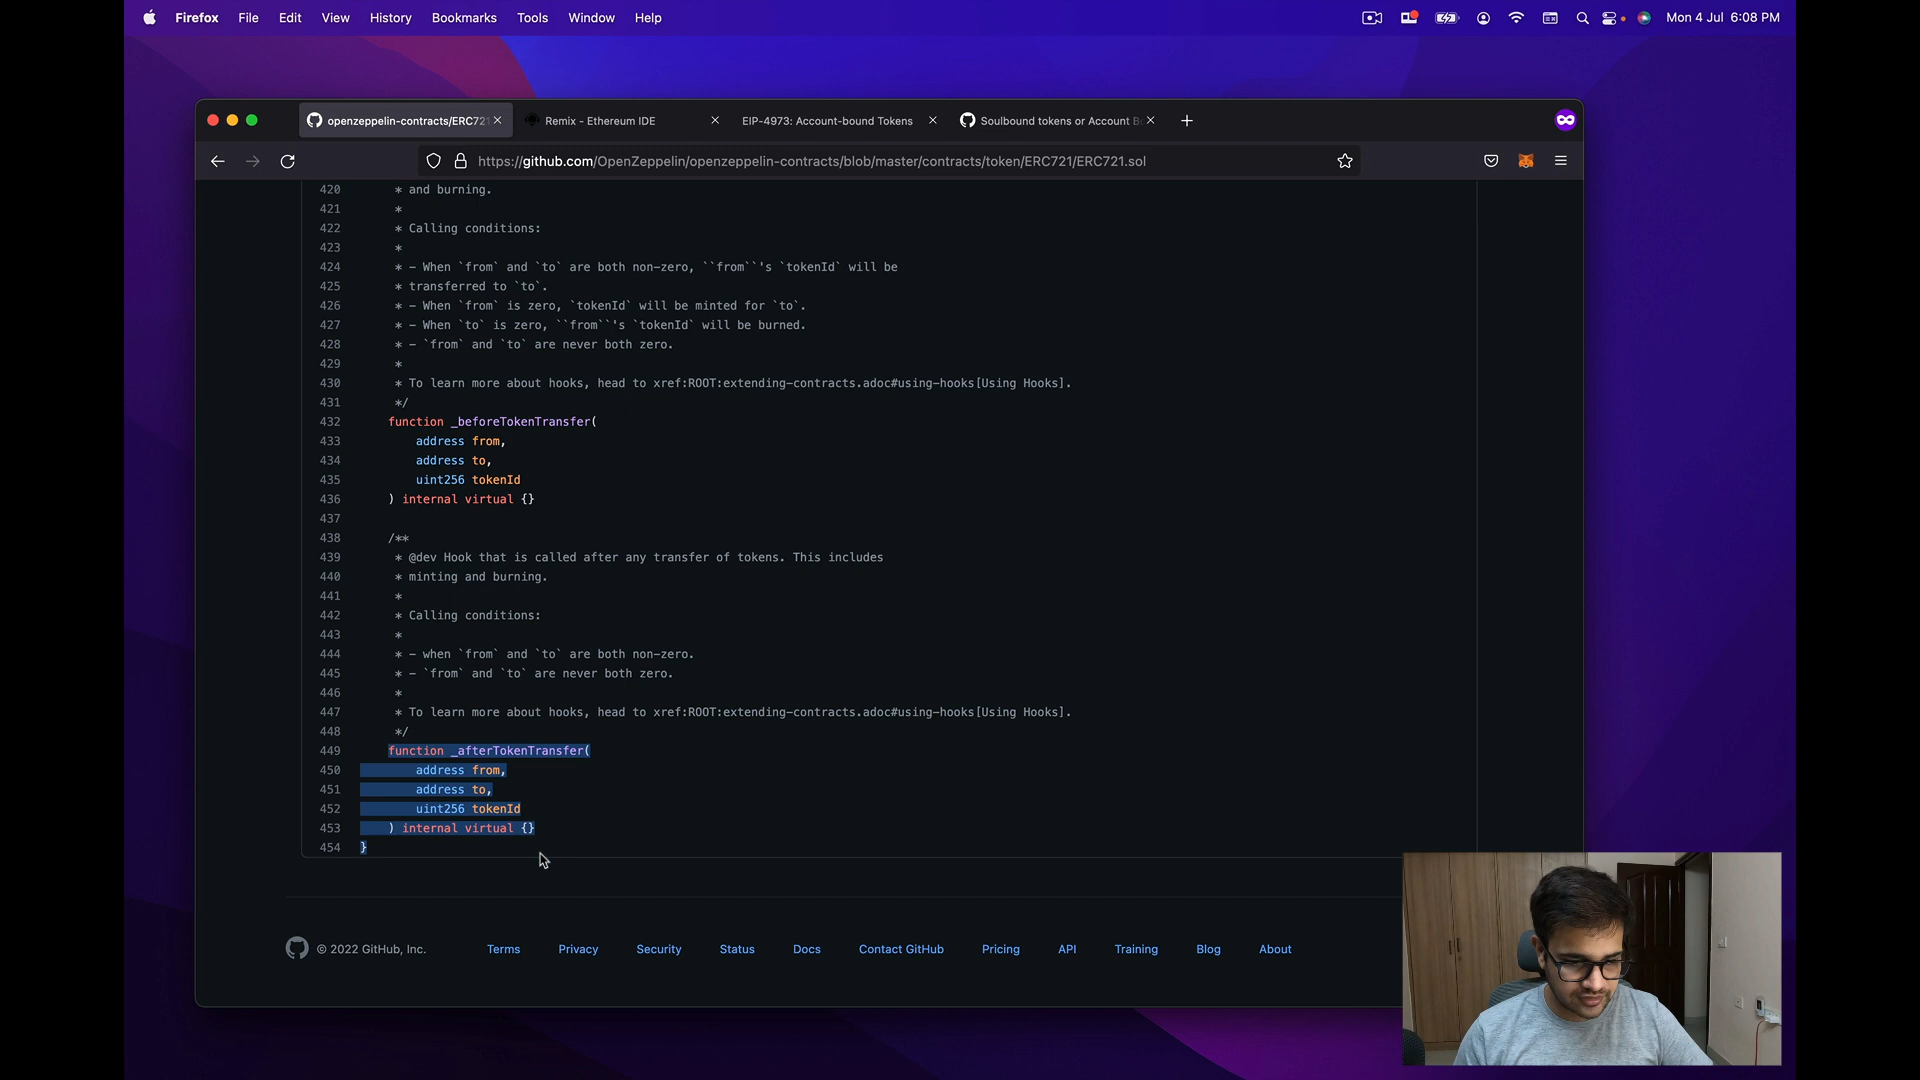 Firefox File Edit View History Bookmarks Tools Window Help Mon 4 Jul 6:08 PM
openzeppelin-contracts/ERC721 Remix - Ethereum IDE EIP-4973: Account-bound Tokens Soulbound tokens or Account B
https://github.com/OpenZeppelin/openzeppelin-contracts/blob/master/contracts/token/ERC721/ERC721.sol
420 * and burning.
421 *
422 * Calling conditions:
423 *
424 * - When `from` and `to` are both non-zero, ``from``'s `tokenId` will be
425 * transferred to `to`.
426 * - When `from` is zero, `tokenId` will be minted for `to`.
427 * - When `to` is zero, ``from``'s `tokenId` will be burned.
428 * - `from` and `to` are never both zero.
429 *
430 * To learn more about hooks, head to xref:ROOT:extending-contracts.adoc#using-hooks[Using Hooks].
431 */
432 function _beforeTokenTransfer(
433 address from,
434 address to,
435 uint256 tokenId
436 ) internal virtual {}
437
438 /**
439 * @dev Hook that is called after any transfer of tokens. This includes
440 * minting and burning.
441 *
442 * Calling conditions:
443 *
444 * - when `from` and `to` are both non-zero.
445 * - `from` and `to` are never both zero.
446 *
447 * To learn more about hooks, head to xref:ROOT:extending-contracts.adoc#using-hooks[Using Hooks].
448 */
449 function _afterTokenTransfer(
450 address from,
451 address to,
452 uint256 tokenId
453 ) internal virtual {}
454 }
© 2022 GitHub, Inc. Terms Privacy Security Status Docs Contact GitHub Pricing API Training Blog About